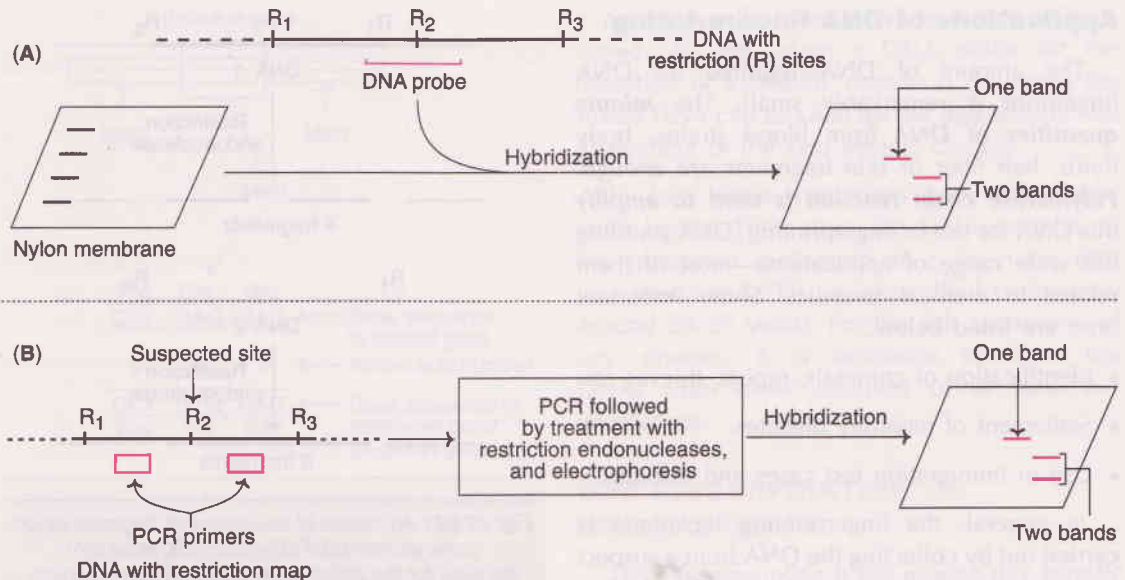 R1 R2 R3
(A)
DNA with
restriction (R) sites
DNA probe
One band
Hybridization
Two bands
Nylon membrane
(B)
Suspected site
One band
R1 R2 R3
PCR followed
by treatment with
restriction endonucleases,
and electrophoresis
Hybridization
PCR primers
Two bands
DNA with restriction map